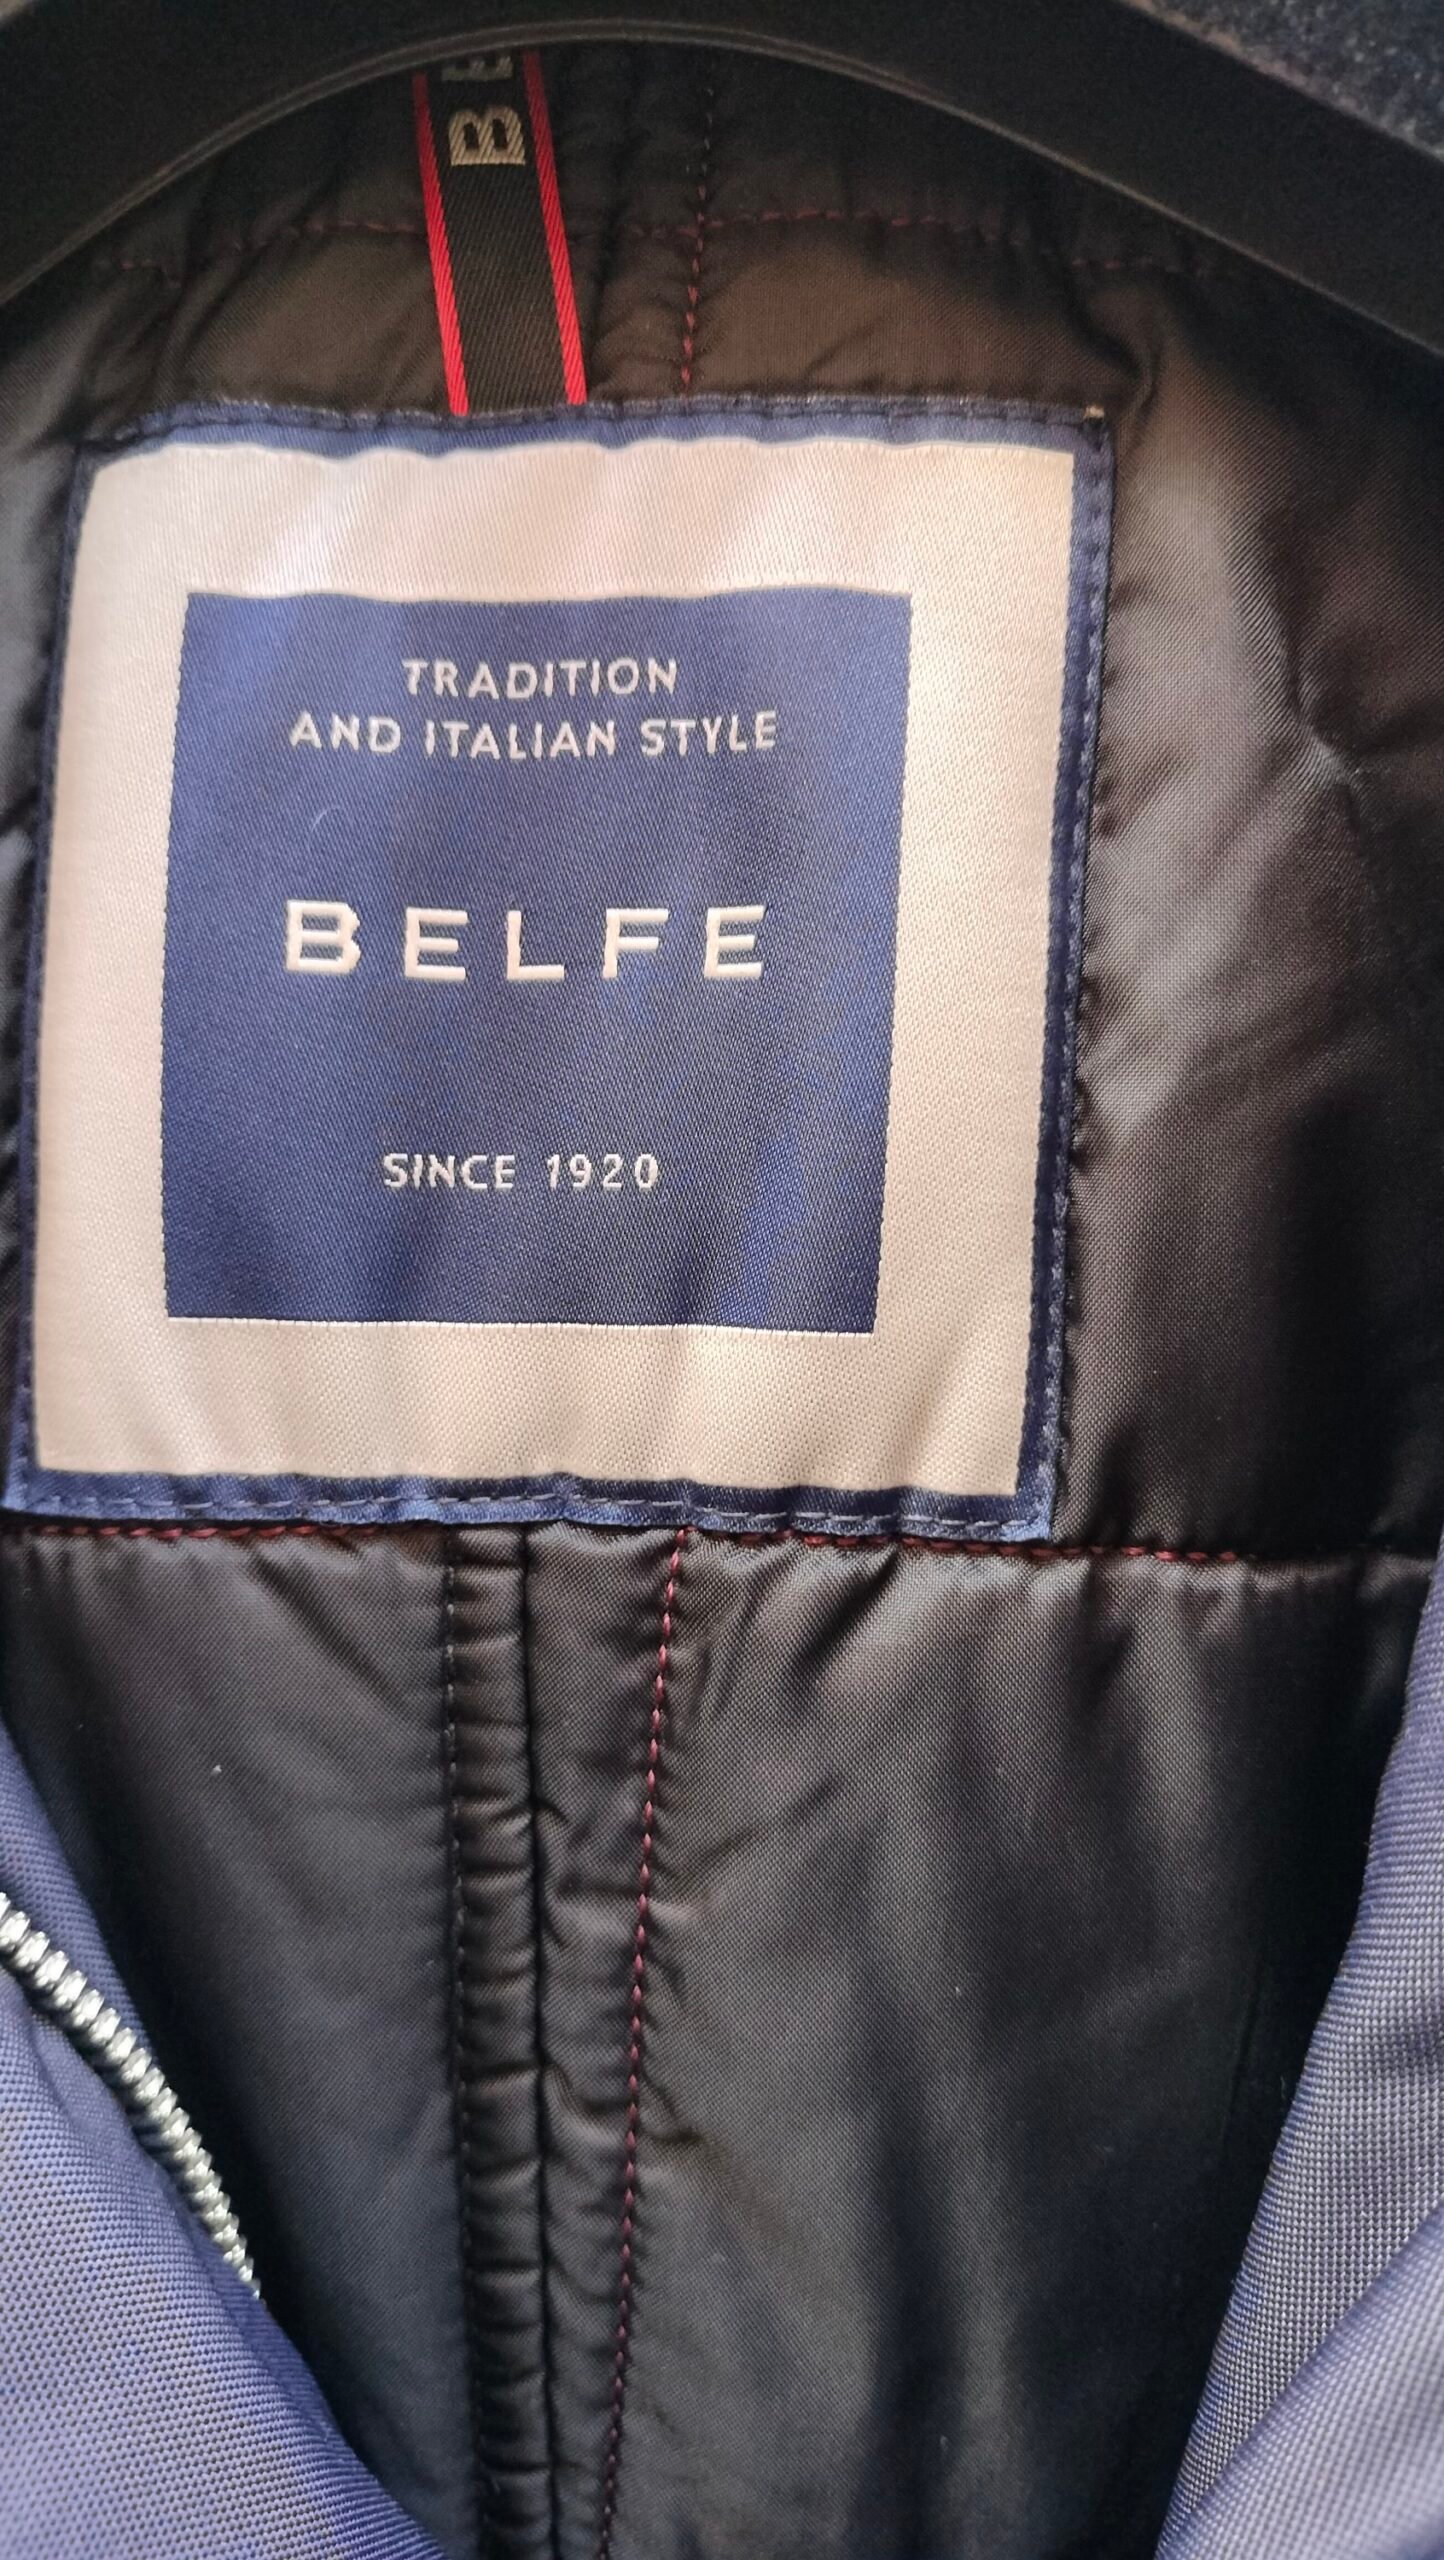 TRADITION
AND ITALIAN STYLE
BELFE
SINCE 1920